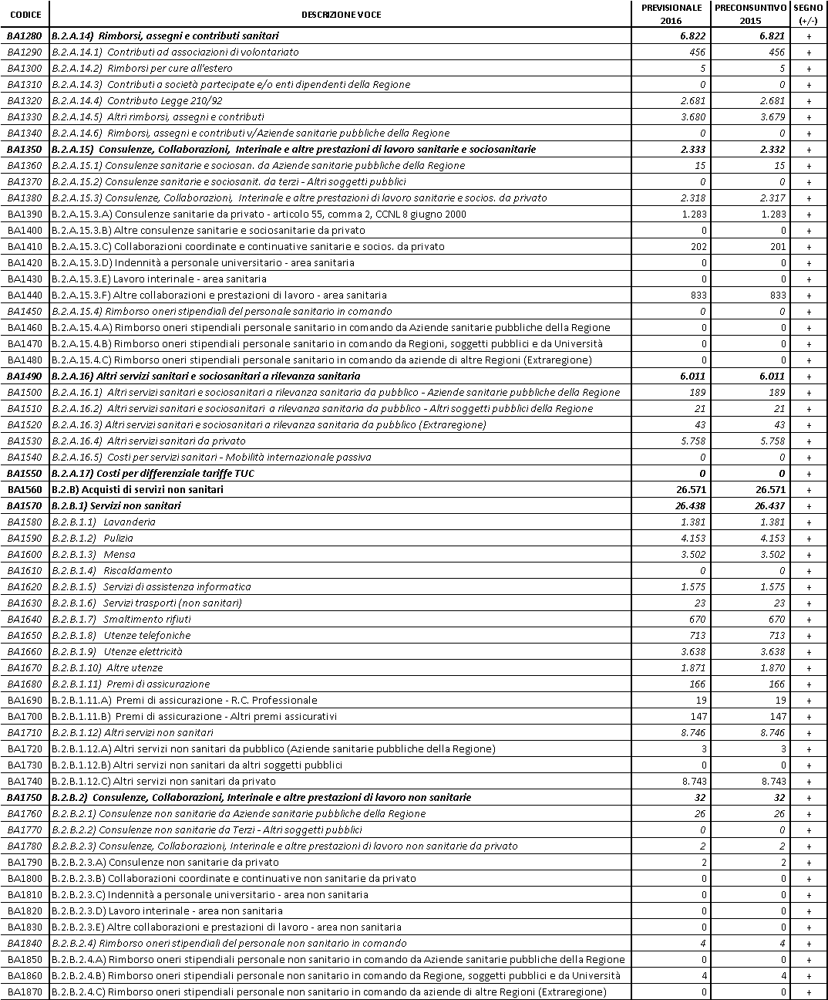 CODICE DESCRIZIONE VOCE PREVISIONALE 2016 PRECONSUNTIVO 2015 SEGNO (+/-)
BA1280 B.2.A.14) Rimborsi, assegni e contributi sanitari 6.822 6.821 +
BA1290 B.2.A.14.1) Contributi ad associazioni di volontariato 456 456 +
BA1300 B.2.A.14.2) Rimborsi per cure all'estero 5 5 +
BA1310 B.2.A.14.3) Contributi a società partecipate e/o enti dipendenti della Regione 0 0 +
BA1320 B.2.A.14.4) Contributo Legge 210/92 2.681 2.681 +
BA1330 B.2.A.14.5) Altri rimborsi, assegni e contributi 3.680 3.679 +
BA1340 B.2.A.14.6) Rimborsi, assegni e contributi v/Aziende sanitarie pubbliche della Regione 0 0 +
BA1350 B.2.A.15) Consulenze, Collaborazioni, Interinale e altre prestazioni di lavoro sanitarie e sociosanitarie 2.333 2.332 +
BA1360 B.2.A.15.1) Consulenze sanitarie e sociosan. da Aziende sanitarie pubbliche della Regione 15 15 +
BA1370 B.2.A.15.2) Consulenze sanitarie e sociosanit. da terzi - Altri soggetti pubblici 0 0 +
BA1380 B.2.A.15.3) Consulenze, Collaborazioni, Interinale e altre prestazioni di lavoro sanitarie e socios. da privato 2.318 2.317 +
BA1390 B.2.A.15.3.A) Consulenze sanitarie da privato - articolo 55, comma 2, CCNL 8 giugno 2000 1.283 1.283 +
BA1400 B.2.A.15.3.B) Altre consulenze sanitarie e sociosanitarie da privato 0 0 +
BA1410 B.2.A.15.3.C) Collaborazioni coordinate e continuative sanitarie e socios. da privato 202 201 +
BA1420 B.2.A.15.3.D) Indennità a personale universitario - area sanitaria 0 0 +
BA1430 B.2.A.15.3.E) Lavoro interinale - area sanitaria 0 0 +
BA1440 B.2.A.15.3.F) Altre collaborazioni e prestazioni di lavoro - area sanitaria 833 833 +
BA1450 B.2.A.15.4) Rimborso oneri stipendiali del personale sanitario in comando 0 0 +
BA1460 B.2.A.15.4.A) Rimborso oneri stipendiali personale sanitario in comando da Aziende sanitarie pubbliche della Regione 0 0 +
BA1470 B.2.A.15.4.B) Rimborso oneri stipendiali personale sanitario in comando da Regioni, soggetti pubblici e da Università 0 0 +
BA1480 B.2.A.15.4.C) Rimborso oneri stipendiali personale sanitario in comando da aziende di altre Regioni (Extraregione) 0 0 +
BA1490 B.2.A.16) Altri servizi sanitari e sociosanitari a rilevanza sanitaria 6.011 6.011 +
BA1500 B.2.A.16.1) Altri servizi sanitari e sociosanitari a rilevanza sanitaria da pubblico - Aziende sanitarie pubbliche della Regione 189 189 +
BA1510 B.2.A.16.2) Altri servizi sanitari e sociosanitari a rilevanza sanitaria da pubblico - Altri soggetti pubblici della Regione 21 21 +
BA1520 B.2.A.16.3) Altri servizi sanitari e sociosanitari a rilevanza sanitaria da pubblico (Extraregione) 43 43 +
BA1530 B.2.A.16.4) Altri servizi sanitari da privato 5.758 5.758 +
BA1540 B.2.A.16.5) Costi per servizi sanitari - Mobilità internazionale passiva 0 0 +
BA1550 B.2.A.17) Costi per differenziale tariffe TUC 0 0 +
BA1560 B.2.B) Acquisti di servizi non sanitari 26.571 26.571 +
BA1570 B.2.B.1) Servizi non sanitari 26.438 26.437 +
BA1580 B.2.B.1.1) Lavanderia 1.381 1.381 +
BA1590 B.2.B.1.2) Pulizia 4.153 4.153 +
BA1600 B.2.B.1.3) Mensa 3.502 3.502 +
BA1610 B.2.B.1.4) Riscaldamento 0 0 +
BA1620 B.2.B.1.5) Servizi di assistenza informatica 1.575 1.575 +
BA1630 B.2.B.1.6) Servizi trasporti (non sanitari) 23 23 +
BA1640 B.2.B.1.7) Smaltimento rifiuti 670 670 +
BA1650 B.2.B.1.8) Utenze telefoniche 713 713 +
BA1660 B.2.B.1.9) Utenze elettricità 3.638 3.638 +
BA1670 B.2.B.1.10) Altre utenze 1.871 1.870 +
BA1680 B.2.B.1.11) Premi di assicurazione 166 166 +
BA1690 B.2.B.1.11.A) Premi di assicurazione - R.C. Professionale 19 19 +
BA1700 B.2.B.1.11.B) Premi di assicurazione - Altri premi assicurativi 147 147 +
BA1710 B.2.B.1.12) Altri servizi non sanitari 8.746 8.746 +
BA1720 B.2.B.1.12.A) Altri servizi non sanitari da pubblico (Aziende sanitarie pubbliche della Regione) 3 3 +
BA1730 B.2.B.1.12.B) Altri servizi non sanitari da altri soggetti pubblici 0 0 +
BA1740 B.2.B.1.12.C) Altri servizi non sanitari da privato 8.743 8.743 +
BA1750 B.2.B.2) Consulenze, Collaborazioni, Interinale e altre prestazioni di lavoro non sanitarie 32 32 +
BA1760 B.2.B.2.1) Consulenze non sanitarie da Aziende sanitarie pubbliche della Regione 26 26 +
BA1770 B.2.B.2.2) Consulenze non sanitarie da Terzi - Altri soggetti pubblici 0 0 +
BA1780 B.2.B.2.3) Consulenze, Collaborazioni, Interinale e altre prestazioni di lavoro non sanitarie da privato 2 2 +
BA1790 B.2.B.2.3.A) Consulenze non sanitarie da privato 2 2 +
BA1800 B.2.B.2.3.B) Collaborazioni coordinate e continuative non sanitarie da privato 0 0 +
BA1810 B.2.B.2.3.C) Indennità a personale universitario - area non sanitaria 0 0 +
BA1820 B.2.B.2.3.D) Lavoro interinale - area non sanitaria 0 0 +
BA1830 B.2.B.2.3.E) Altre collaborazioni e prestazioni di lavoro - area non sanitaria 0 0 +
BA1840 B.2.B.2.4) Rimborso oneri stipendiali del personale non sanitario in comando 4 4 +
BA1850 B.2.B.2.4.A) Rimborso oneri stipendiali personale non sanitario in comando da Aziende sanitarie pubbliche della Regione 0 0 +
BA1860 B.2.B.2.4.B) Rimborso oneri stipendiali personale non sanitario in comando da Regione, soggetti pubblici e da Università 4 4 +
BA1870 B.2.B.2.4.C) Rimborso oneri stipendiali personale non sanitario in comando da aziende di altre Regioni (Extraregione) 0 0 +